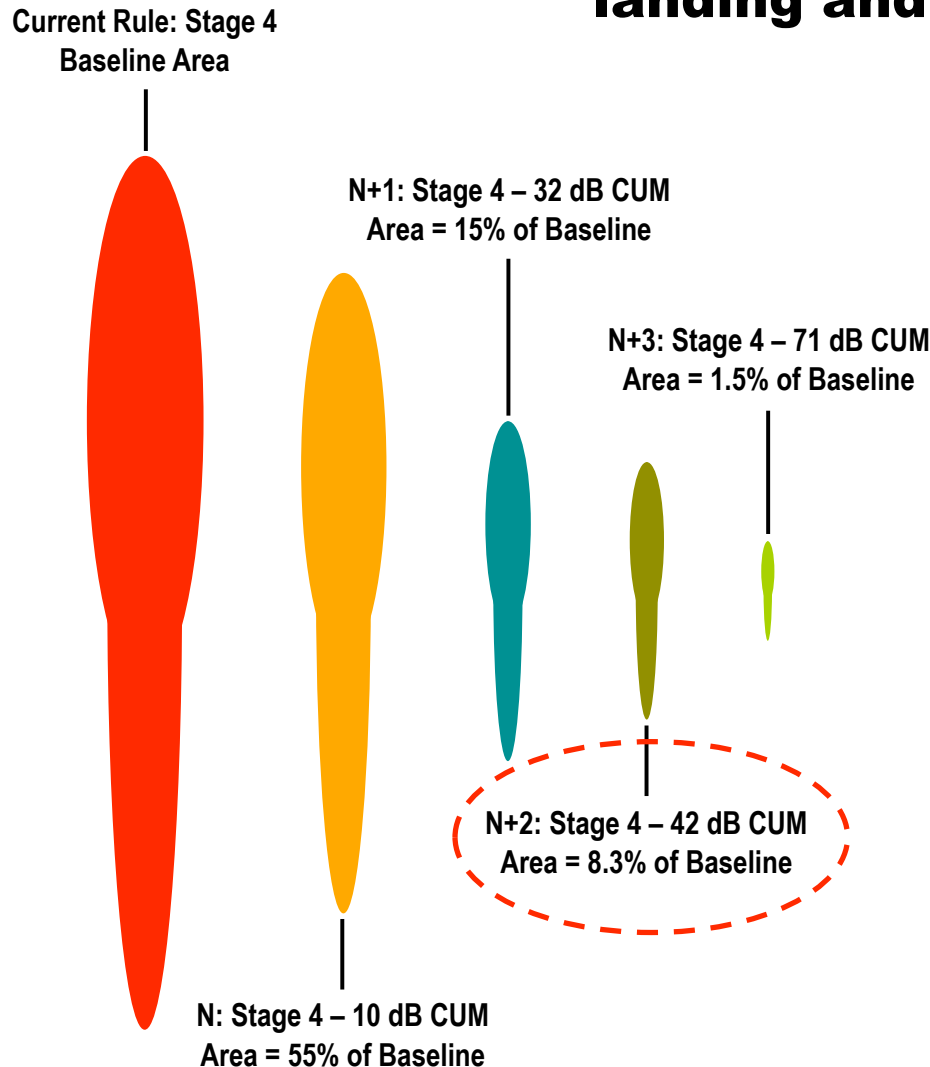 landing and
Current Rule: Stage 4
Baseline Area
N+1: Stage 4 – 32 dB CUM
Area = 15% of Baseline
N+3: Stage 4 – 71 dB CUM
Area = 1.5% of Baseline
N+2: Stage 4 – 42 dB CUM
Area = 8.3% of Baseline
N: Stage 4 – 10 dB CUM
Area = 55% of Baseline